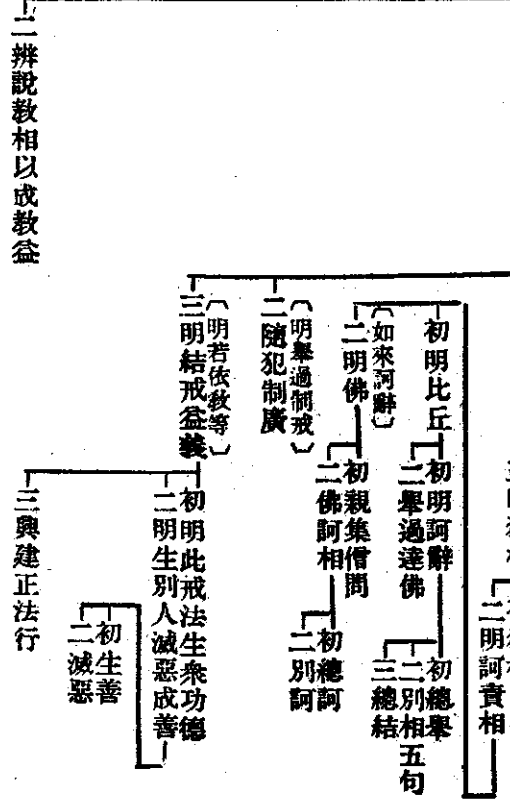 二明訶責相
初明比丘
初明訶辭
初總舉
二別相五句
三總結
二舉過達佛
二明佛
（如來訶辭）
初親集僧問
二佛訶相
初總訶
二別訶
二隨犯制廣
（明舉過制戒）
三明結戒益義
（明若依教等）
初明此戒法生衆功德
二明生別人滅惡成善
初生善
二滅惡
三興建正法行
二辨說教相以成教益